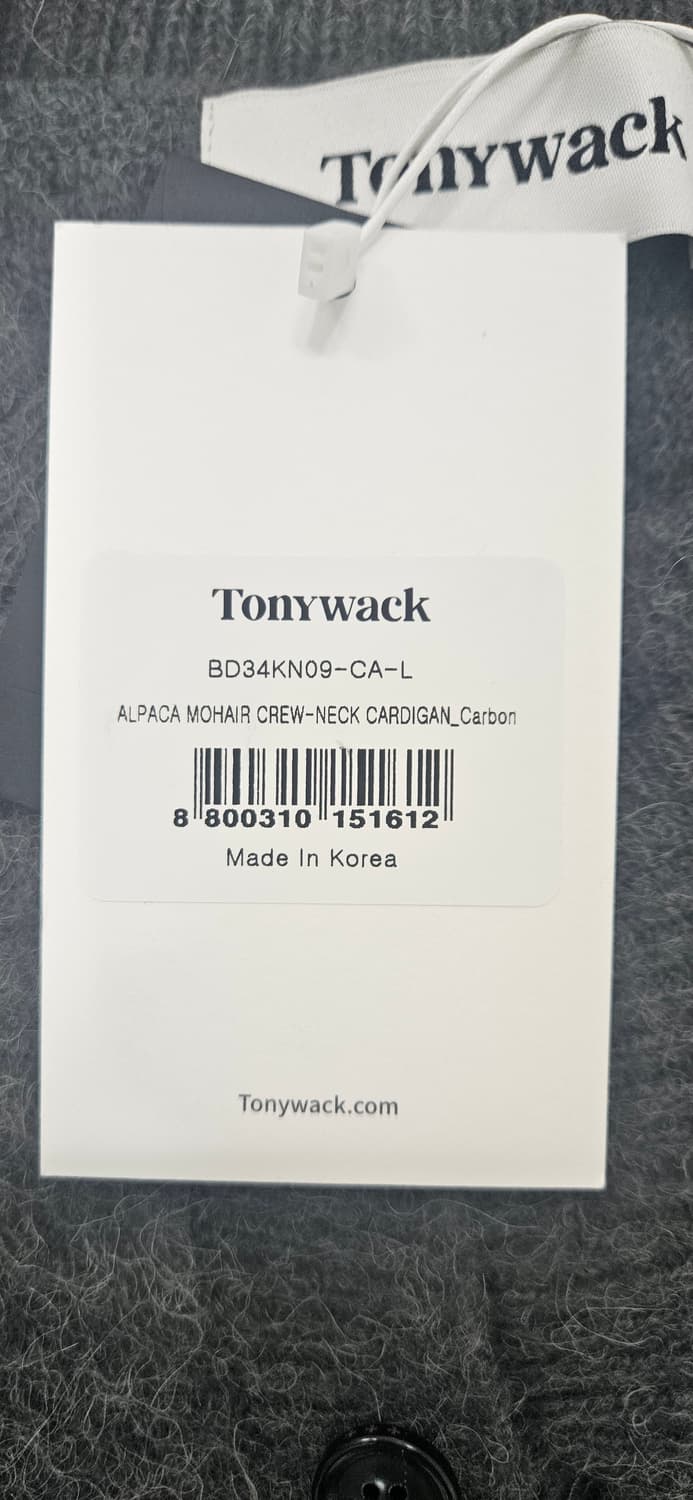 Tonywack
Tonywack
BD34KN09-CA-L
ALPACA MOHAIR CREW-NECK CARDIGAN_Carbon
8 800310 151612
Made In Korea
Tonywack.com